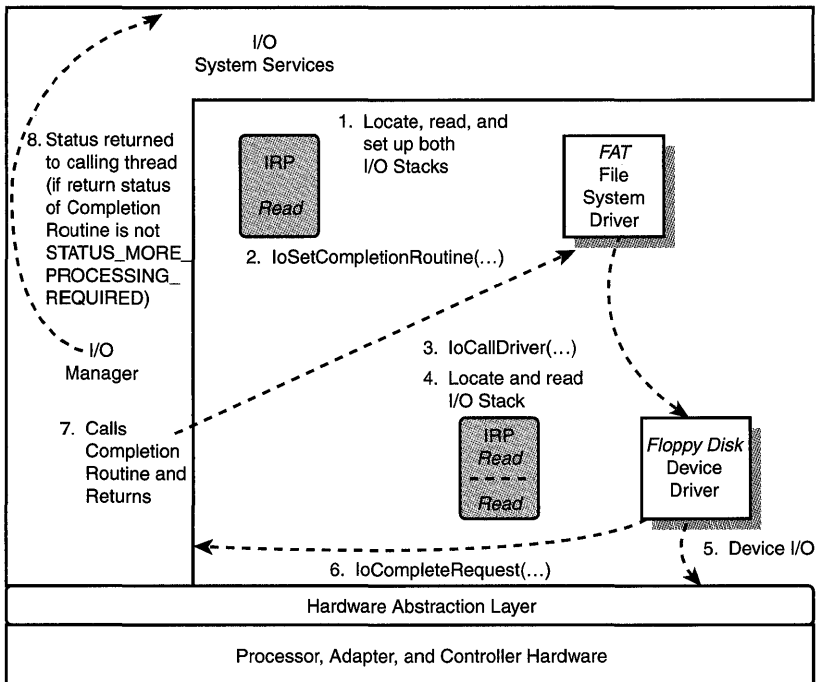 I/O
System Services
8. Status returned
to calling thread
(if return status
of Completion
Routine is not
STATUS_MORE_
PROCESSING_
REQUIRED)
1. Locate, read, and
set up both
I/O Stacks
IRP
Read
FAT
File
System
Driver
2. IoSetCompletionRoutine(...)
I/O
Manager
3. IoCallDriver(...)
4. Locate and read
I/O Stack
7. Calls
Completion
Routine and
Returns
IRP
Read
Read
Floppy Disk
Device
Driver
5. Device I/O
6. IoCompleteRequest(...)
Hardware Abstraction Layer
Processor, Adapter, and Controller Hardware